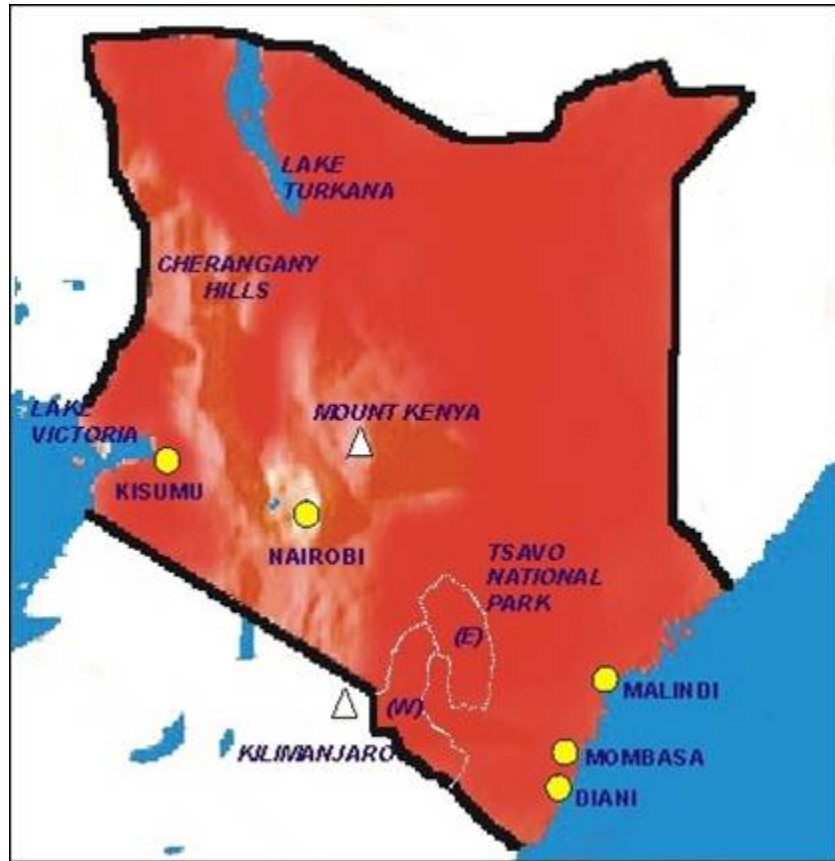 LAKE
TURKANA
CHERANGANY
HILLS
LAKE
VICTORIA
MOUNT KENYA
KISUMU
NAIROBI
TSAVO
NATIONAL
PARK
(E)
(W)
MALINDI
KILIMANJARO
MOMBASA
DIANI